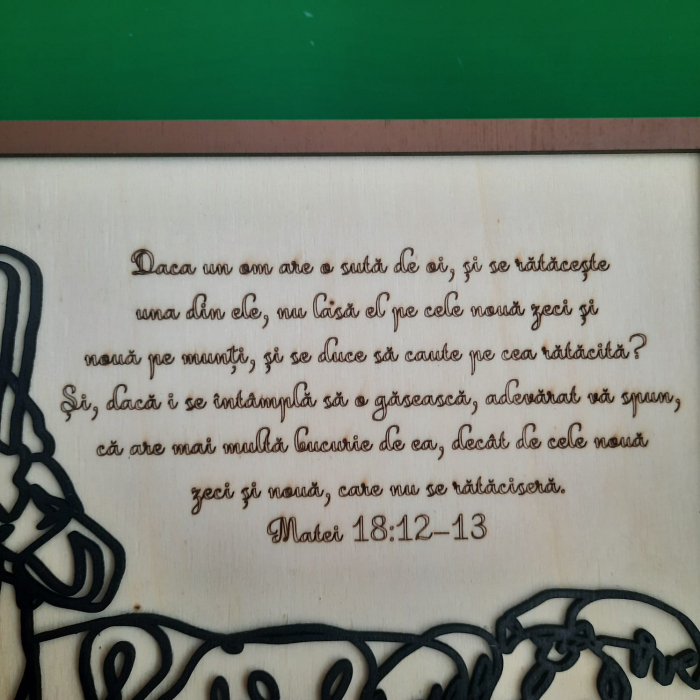 Daca un om are o sută de oi, și se rătăcește
una din ele, nu lasă el pe cele nouă zeci și
nouă pe munți, și se duce să caute pe cea rătăcită?
Și, dacă i se întâmplă să o găsească, adevărat vă spun,
că are mai multă bucurie de ea, decât de cele nouă
zeci și nouă, care nu se rătăciseră.
Matei 18:12-13